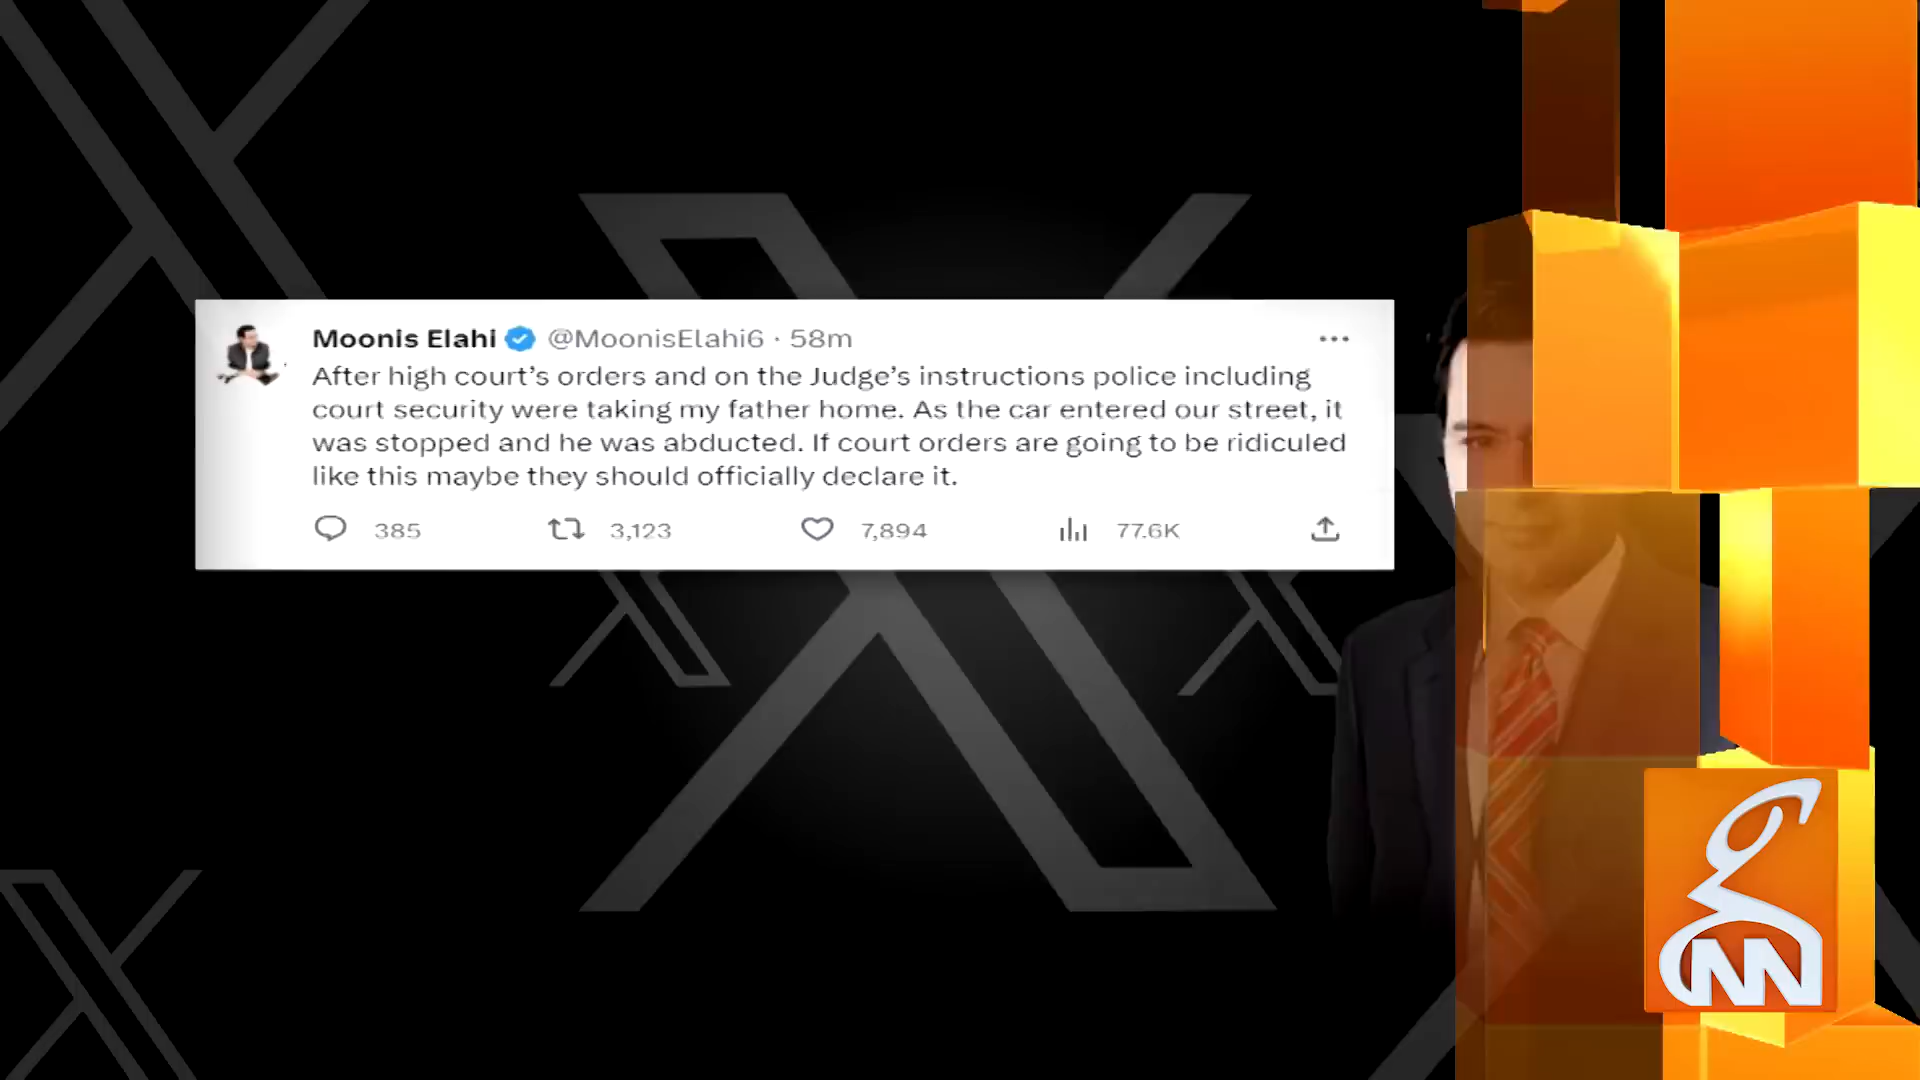 Moonis Elahi @MoonisElahi6 · 58m
After high court's orders and on the Judge's instructions police including
court security were taking my father home. As the car entered our street, it
was stopped and he was abducted. If court orders are going to be ridiculed
like this maybe they should officially declare it.
385 3,123 7,894 77.6K
GNN